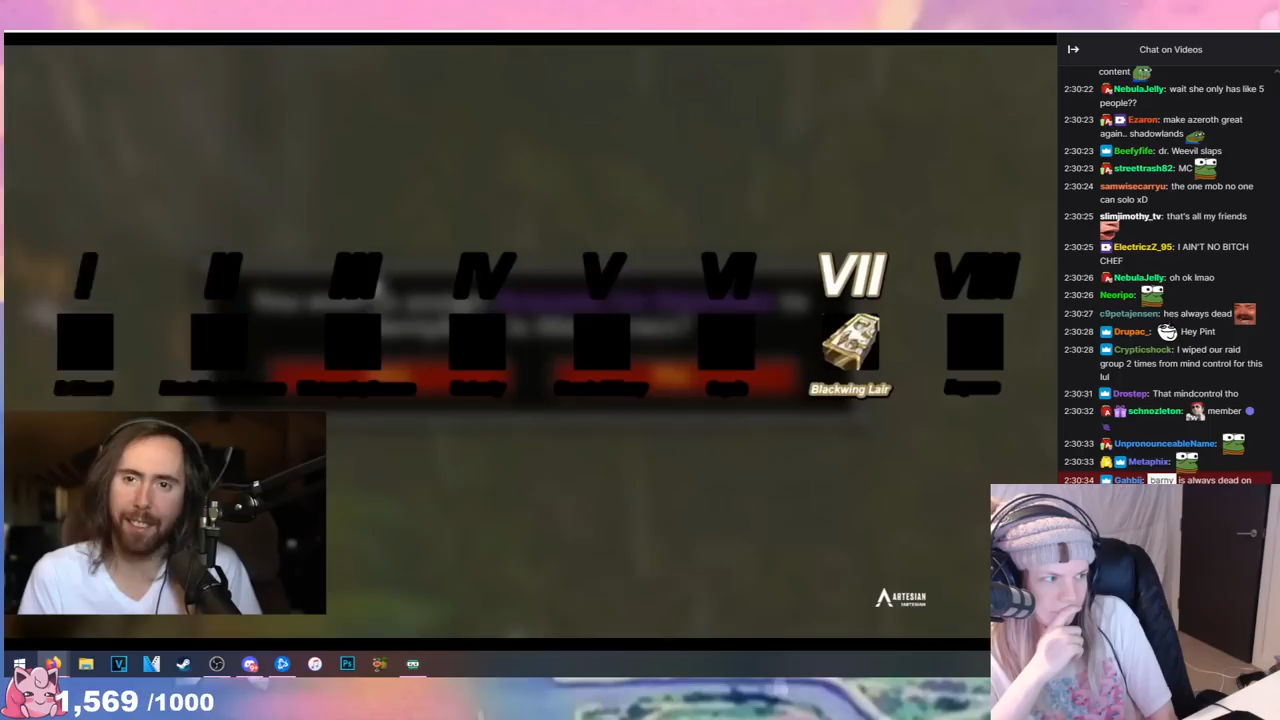 Chat on Videos
content
2:30:22 NebulaJelly: wait she only has like 5
people??
2:30:23 Ezaron: make azeroth great
again.. shadowlands
2:30:23 Beefyfife: dr. Weevil slaps
2:30:23 streettrash82: MC
2:30:24 samwisecarryu: the one mob no one
can solo xD
2:30:25 slimjimothy_tv: that's all my friends
2:30:25 ElectriczZ_95: I AIN'T NO BITCH
CHEF
2:30:26 NebulaJelly: oh ok lmao
2:30:26 Neoripo:
2:30:27 c9petajensen: hes always dead
2:30:28 Drupac_: Hey Pint
2:30:28 Crypticshock: I wiped our raid
group 2 times from mind control for this
lul
2:30:31 Drostep: That mindcontrol tho
2:30:32 schnozleton: member
2:30:33 UnpronounceableName:
2:30:33 Metaphix:
2:30:34 Gahbij: barny is always dead on
I II III IV V VI VII VIII
Blackwing Lair
ARTESIAN
Ps
1,569 /1000